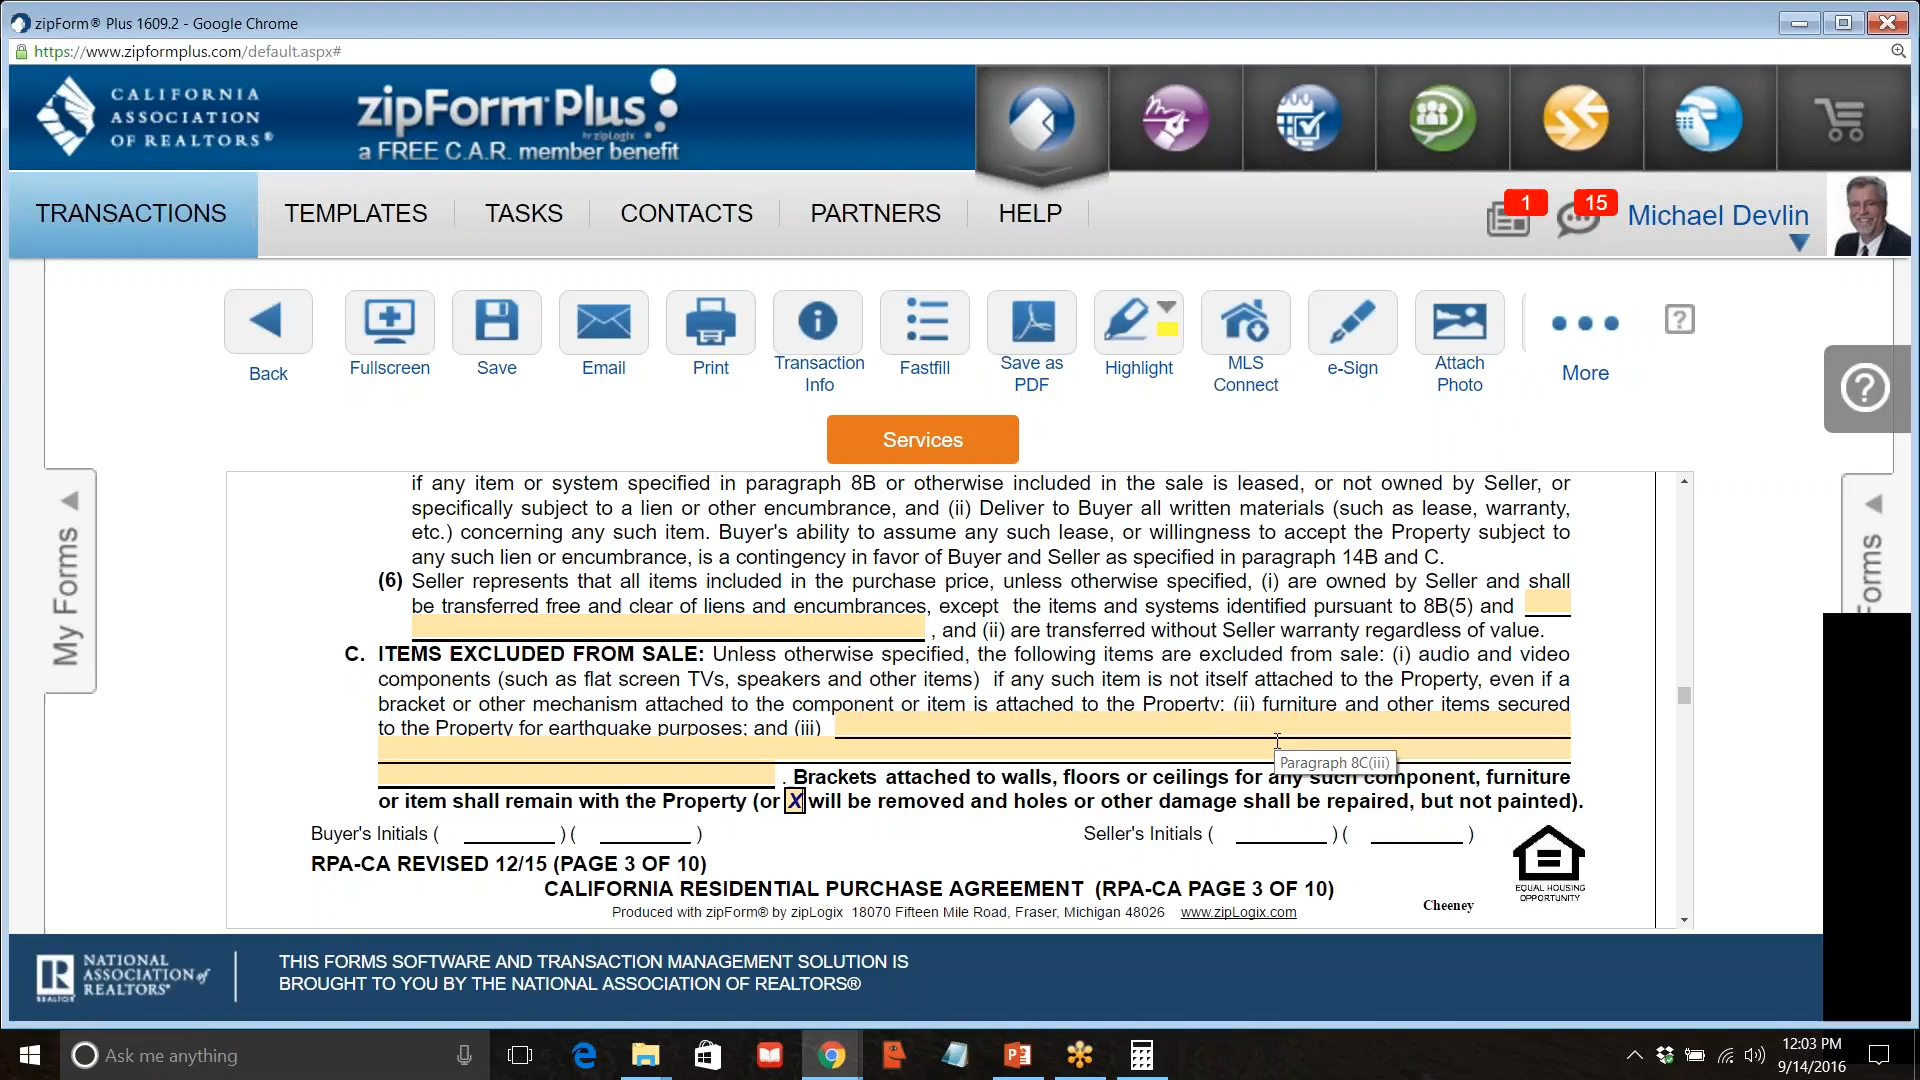 zipForm® Plus 1609.2 - Google Chrome
https://www.zipformplus.com/default.aspx#
CALIFORNIA
ASSOCIATION
OF REALTORS®
zipForm Plus
by zipLogix
a FREE C.A.R. member benefit
TRANSACTIONS
TEMPLATES
TASKS
CONTACTS
PARTNERS
HELP
1
15
Michael Devlin
Back
Fullscreen
Save
Email
Print
Transaction
Info
Fastfill
Save as
PDF
Highlight
MLS
Connect
e-Sign
Attach
Photo
More
?
?
Services
My Forms
orms
if any item or system specified in paragraph 8B or otherwise included in the sale is leased, or not owned by Seller, or
specifically subject to a lien or other encumbrance, and (ii) Deliver to Buyer all written materials (such as lease, warranty,
etc.) concerning any such item. Buyer's ability to assume any such lease, or willingness to accept the Property subject to
any such lien or encumbrance, is a contingency in favor of Buyer and Seller as specified in paragraph 14B and C.
(6) Seller represents that all items included in the purchase price, unless otherwise specified, (i) are owned by Seller and shall
be transferred free and clear of liens and encumbrances, except the items and systems identified pursuant to 8B(5) and
, and (ii) are transferred without Seller warranty regardless of value.
C. ITEMS EXCLUDED FROM SALE: Unless otherwise specified, the following items are excluded from sale: (i) audio and video
components (such as flat screen TVs, speakers and other items) if any such item is not itself attached to the Property, even if a
bracket or other mechanism attached to the component or item is attached to the Property; (ii) furniture and other items secured
to the Property for earthquake purposes; and (iii)
Paragraph 8C(iii)
. Brackets attached to walls, floors or ceilings for any such component, furniture
or item shall remain with the Property (or X will be removed and holes or other damage shall be repaired, but not painted).
Buyer's Initials ( )( ) Seller's Initials ( )( )
RPA-CA REVISED 12/15 (PAGE 3 OF 10)
CALIFORNIA RESIDENTIAL PURCHASE AGREEMENT (RPA-CA PAGE 3 OF 10)
EQUAL HOUSING
OPPORTUNITY
Produced with zipForm® by zipLogix 18070 Fifteen Mile Road, Fraser, Michigan 48026 www.zipLogix.com
Cheeney
R
REALTOR
NATIONAL
ASSOCIATION of
REALTORS®
THIS FORMS SOFTWARE AND TRANSACTION MANAGEMENT SOLUTION IS
BROUGHT TO YOU BY THE NATIONAL ASSOCIATION OF REALTORS®
Ask me anything
12:03 PM
9/14/2016